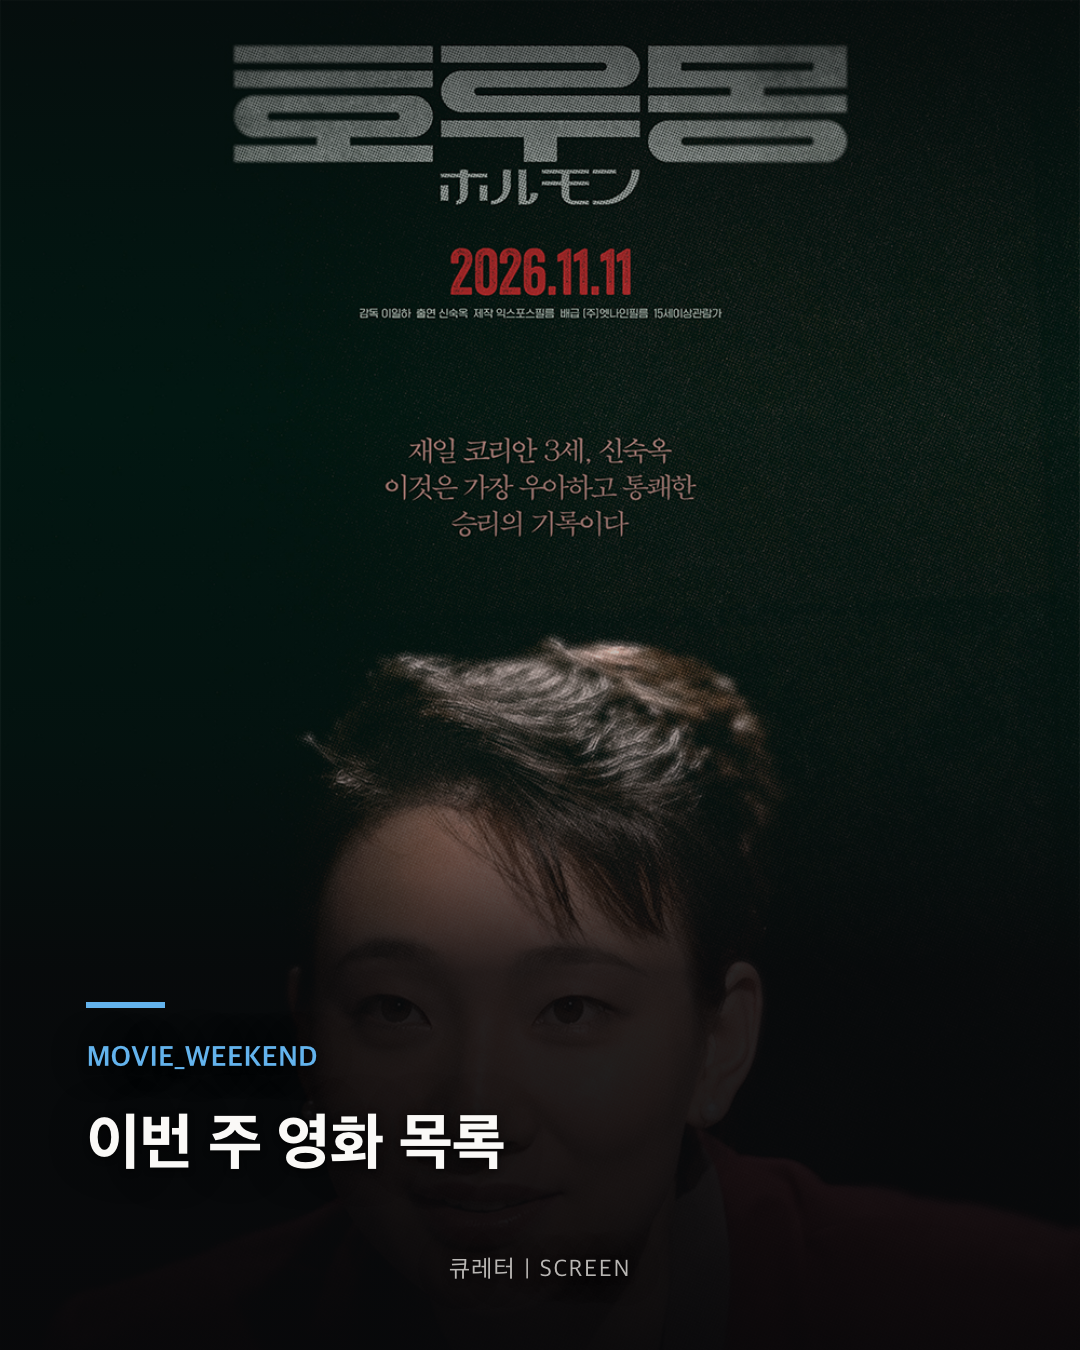 호루몽
ホルモン
2026.11.11
감독 이일하 출연 신숙옥 제작 익스포스필름 배급 (주)엣나인필름 15세이상관람가
재일 코리안 3세, 신숙옥
이것은 가장 우아하고 통쾌한
승리의 기록이다
MOVIE_WEEKEND
이번 주 영화 목록
큐레터 | SCREEN